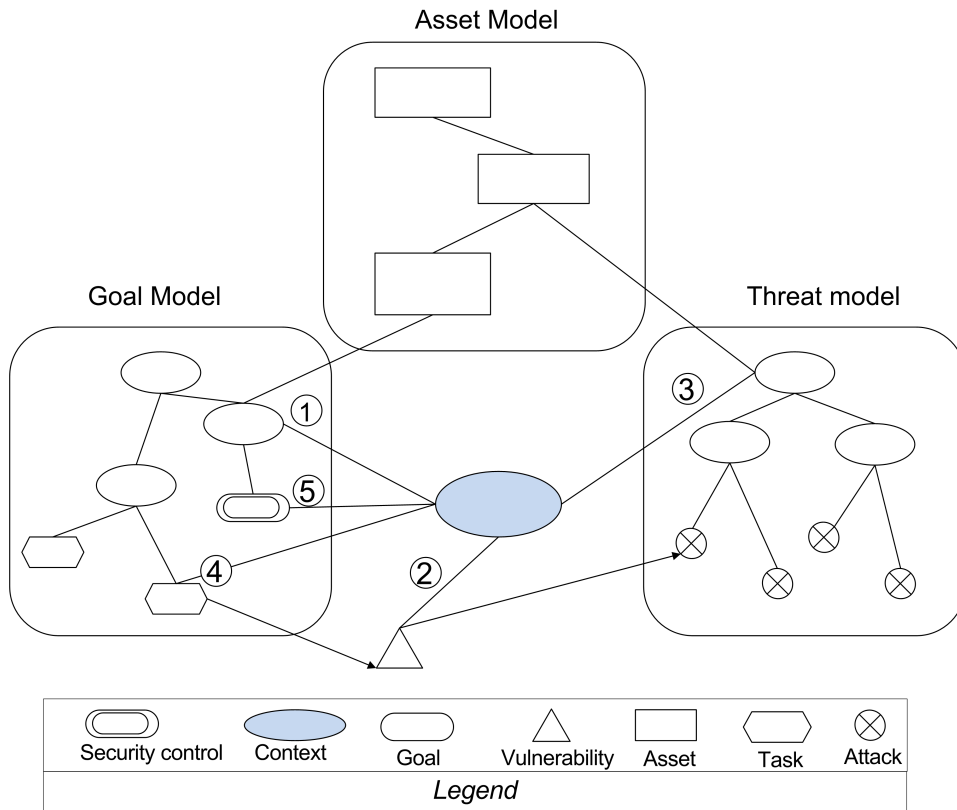 Asset Model
Goal Model
Threat model
1
3
5
4
2
Security control
Context
Goal
Vulnerability
Asset
Task
Attack
Legend